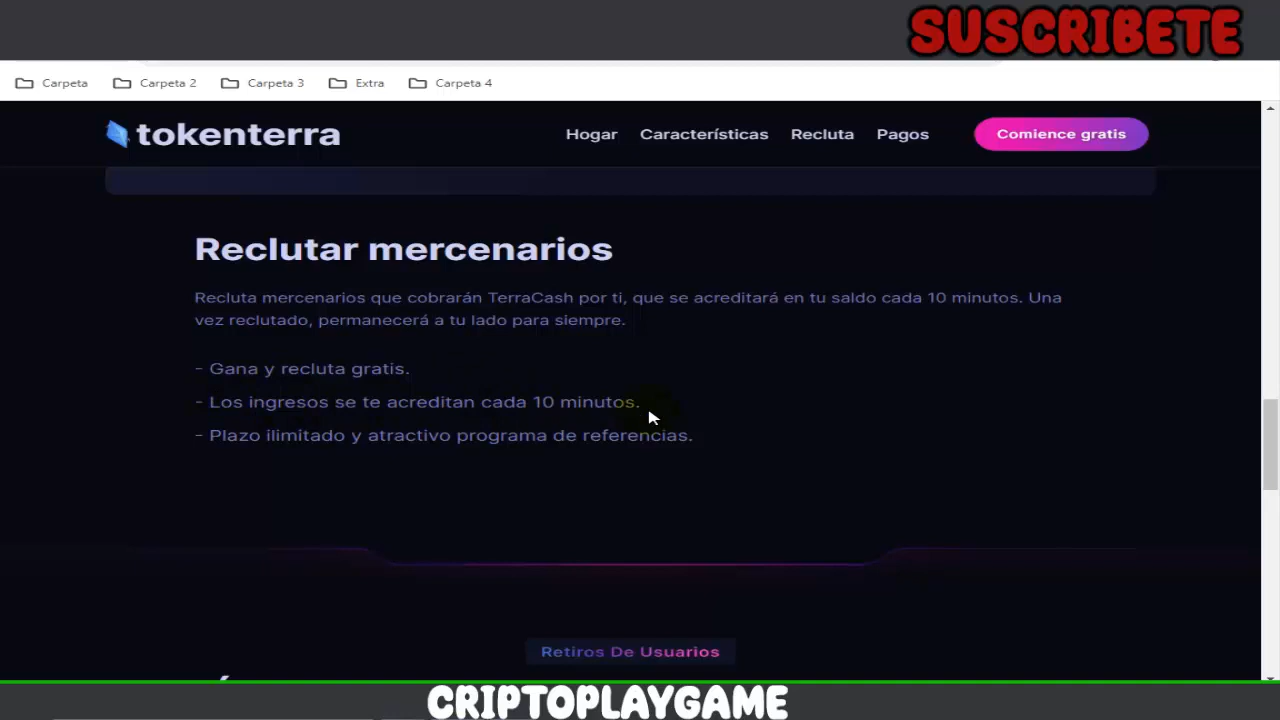 SUSCRIBETE
Carpeta Carpeta 2 Carpeta 3 Extra Carpeta 4
tokenterra Hogar Características Recluta Pagos Comience gratis
Reclutar mercenarios
Recluta mercenarios que cobrarán TerraCash por ti, que se acreditará en tu saldo cada 10 minutos. Una
vez reclutado, permanecerá a tu lado para siempre.
- Gana y recluta gratis.
- Los ingresos se te acreditan cada 10 minutos.
- Plazo ilimitado y atractivo programa de referencias.
Retiros De Usuarios
CRIPTOPLAYGAME